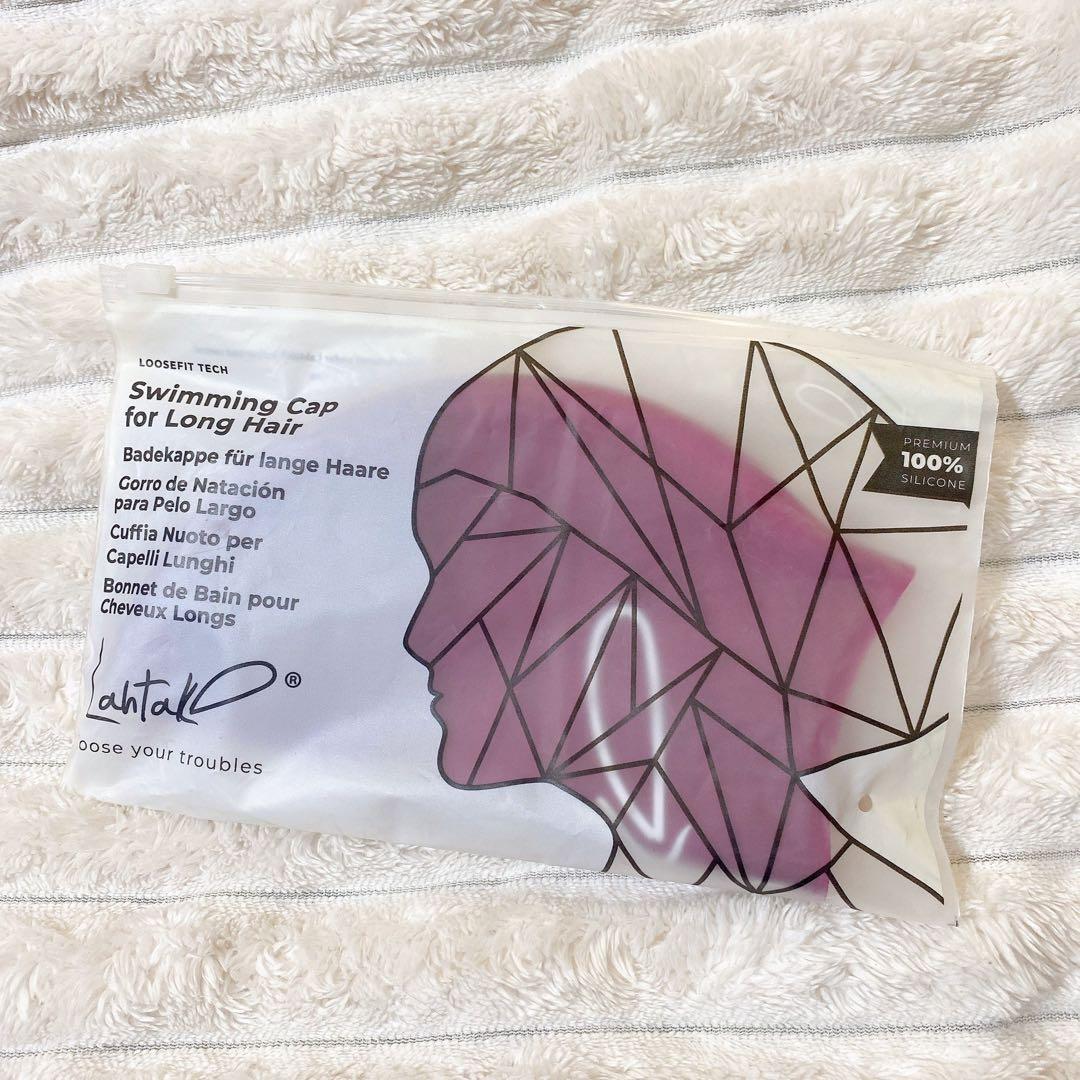 LOOSEFIT TECH
Swimming Cap
for Long Hair
Badekappe für lange Haare
Gorro de Natación
para Pelo Largo
Cuffia Nuoto per
Capelli Lunghi
Bonnet de Bain pour
Cheveux Longs
Lahtak ®
oose your troubles
PREMIUM
100%
SILICONE